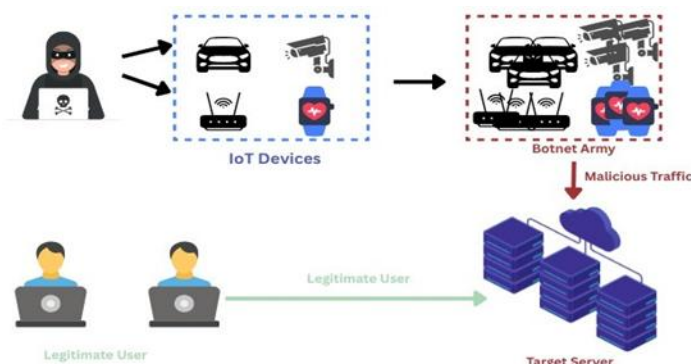 IoT Devices
Botnet Army
Malicious Traffic
Legitimate User
Legitimate User
Target Server